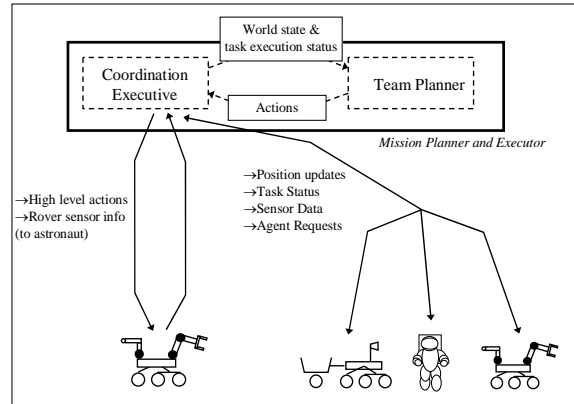 World state &
task execution status
Coordination
Executive
Team Planner
Actions
Mission Planner and Executor
→High level actions
→Rover sensor info
(to astronaut)
→Position updates
→Task Status
→Sensor Data
→Agent Requests